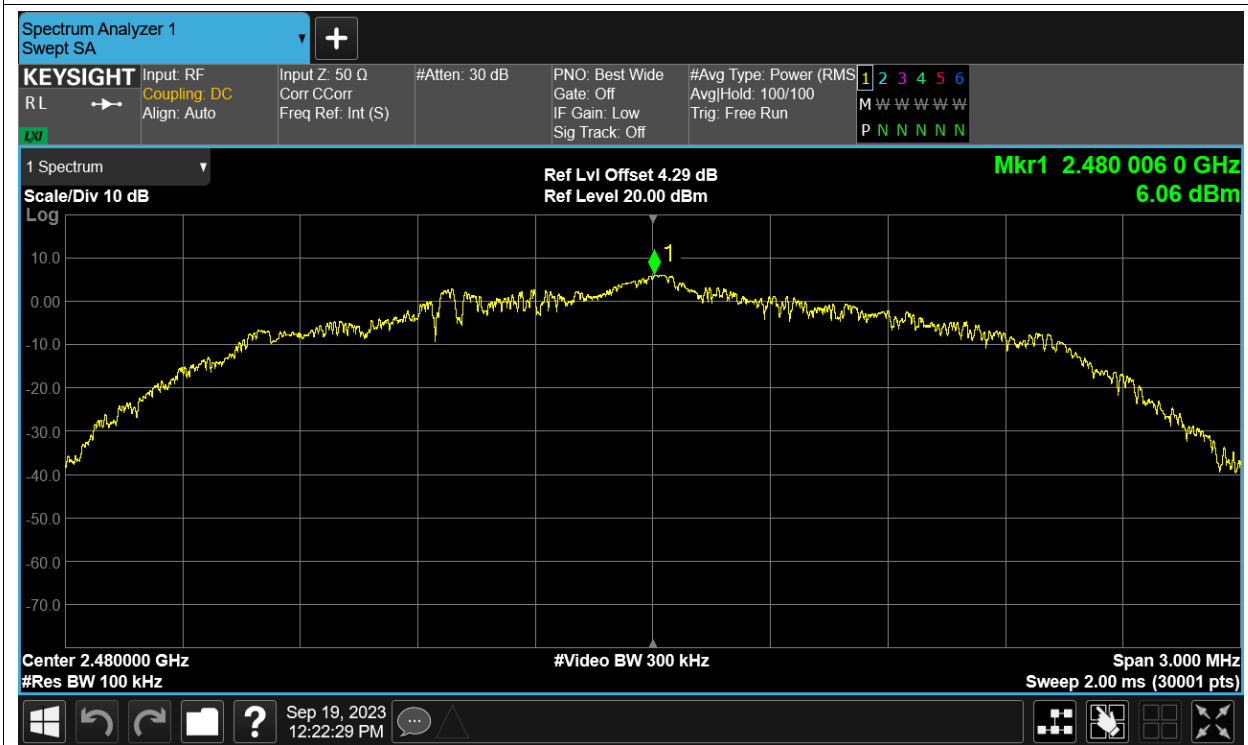 Spectrum Analyzer 1
Swept SA
KEYSIGHT
R L
LXI
Input: RF
Coupling: DC
Align: Auto
Input Z: 50 Ω
Corr CCorr
Freq Ref: Int (S)
#Atten: 30 dB
PNO: Best Wide
Gate: Off
IF Gain: Low
Sig Track: Off
#Avg Type: Power (RMS
Avg|Hold: 100/100
Trig: Free Run
1 2 3 4 5 6
M W W W W W
P N N N N N
1 Spectrum
Scale/Div 10 dB
Log
Ref Lvl Offset 4.29 dB
Ref Level 20.00 dBm
Mkr1 2.480 006 0 GHz
6.06 dBm
1
10.0
0.00
-10.0
-20.0
-30.0
-40.0
-50.0
-60.0
-70.0
Center 2.480000 GHz
#Res BW 100 kHz
#Video BW 300 kHz
Span 3.000 MHz
Sweep 2.00 ms (30001 pts)
?
Sep 19, 2023
12:22:29 PM